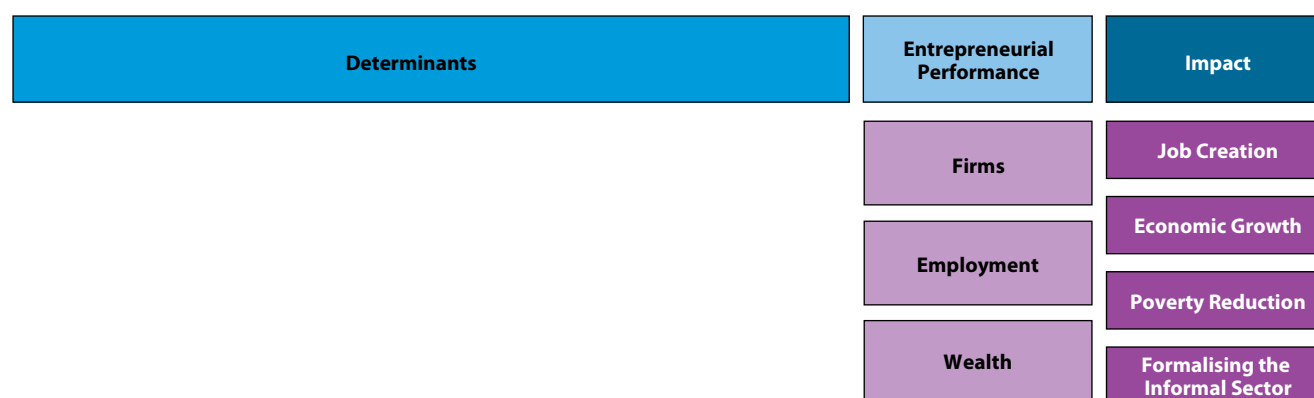 Determinants
Entrepreneurial
Performance
Impact
Firms
Employment
Wealth
Job Creation
Economic Growth
Poverty Reduction
Formalising the
Informal Sector